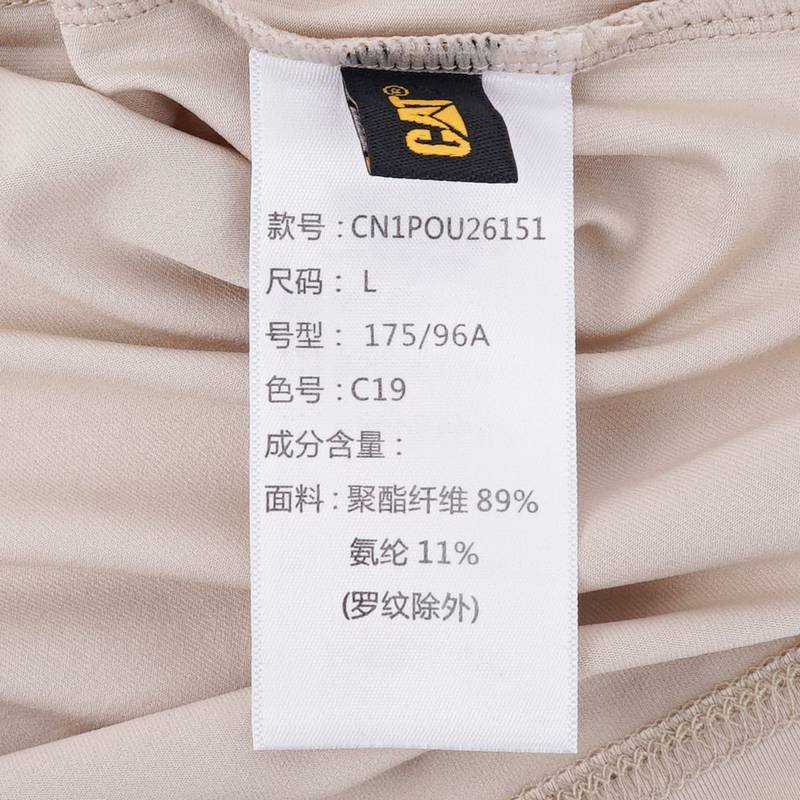 CAT®
款号:CN1POU26151
尺码: L
号型: 175/96A
色号:C19
成分含量:
面料:聚酯纤维 89%
氨纶 11%
(罗纹除外)